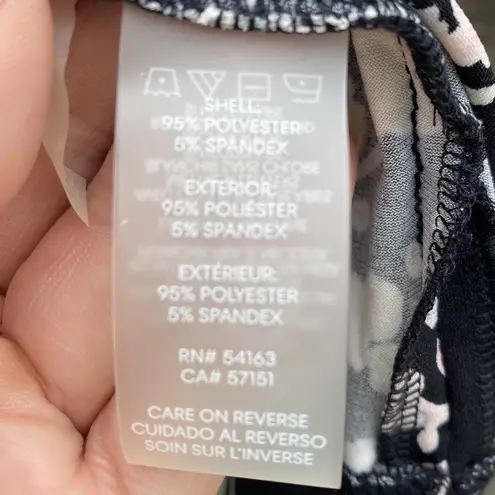 SHELL:
95% POLYESTER
5% SPANDEX
EXTERIOR:
95% POLIÉSTER
5% SPANDEX
EXTÉRIEUR:
95% POLYESTER
5% SPANDEX
RN# 54163
CA# 57151
CARE ON REVERSE
CUIDADO AL REVERSO
SOIN SUR L'INVERSE